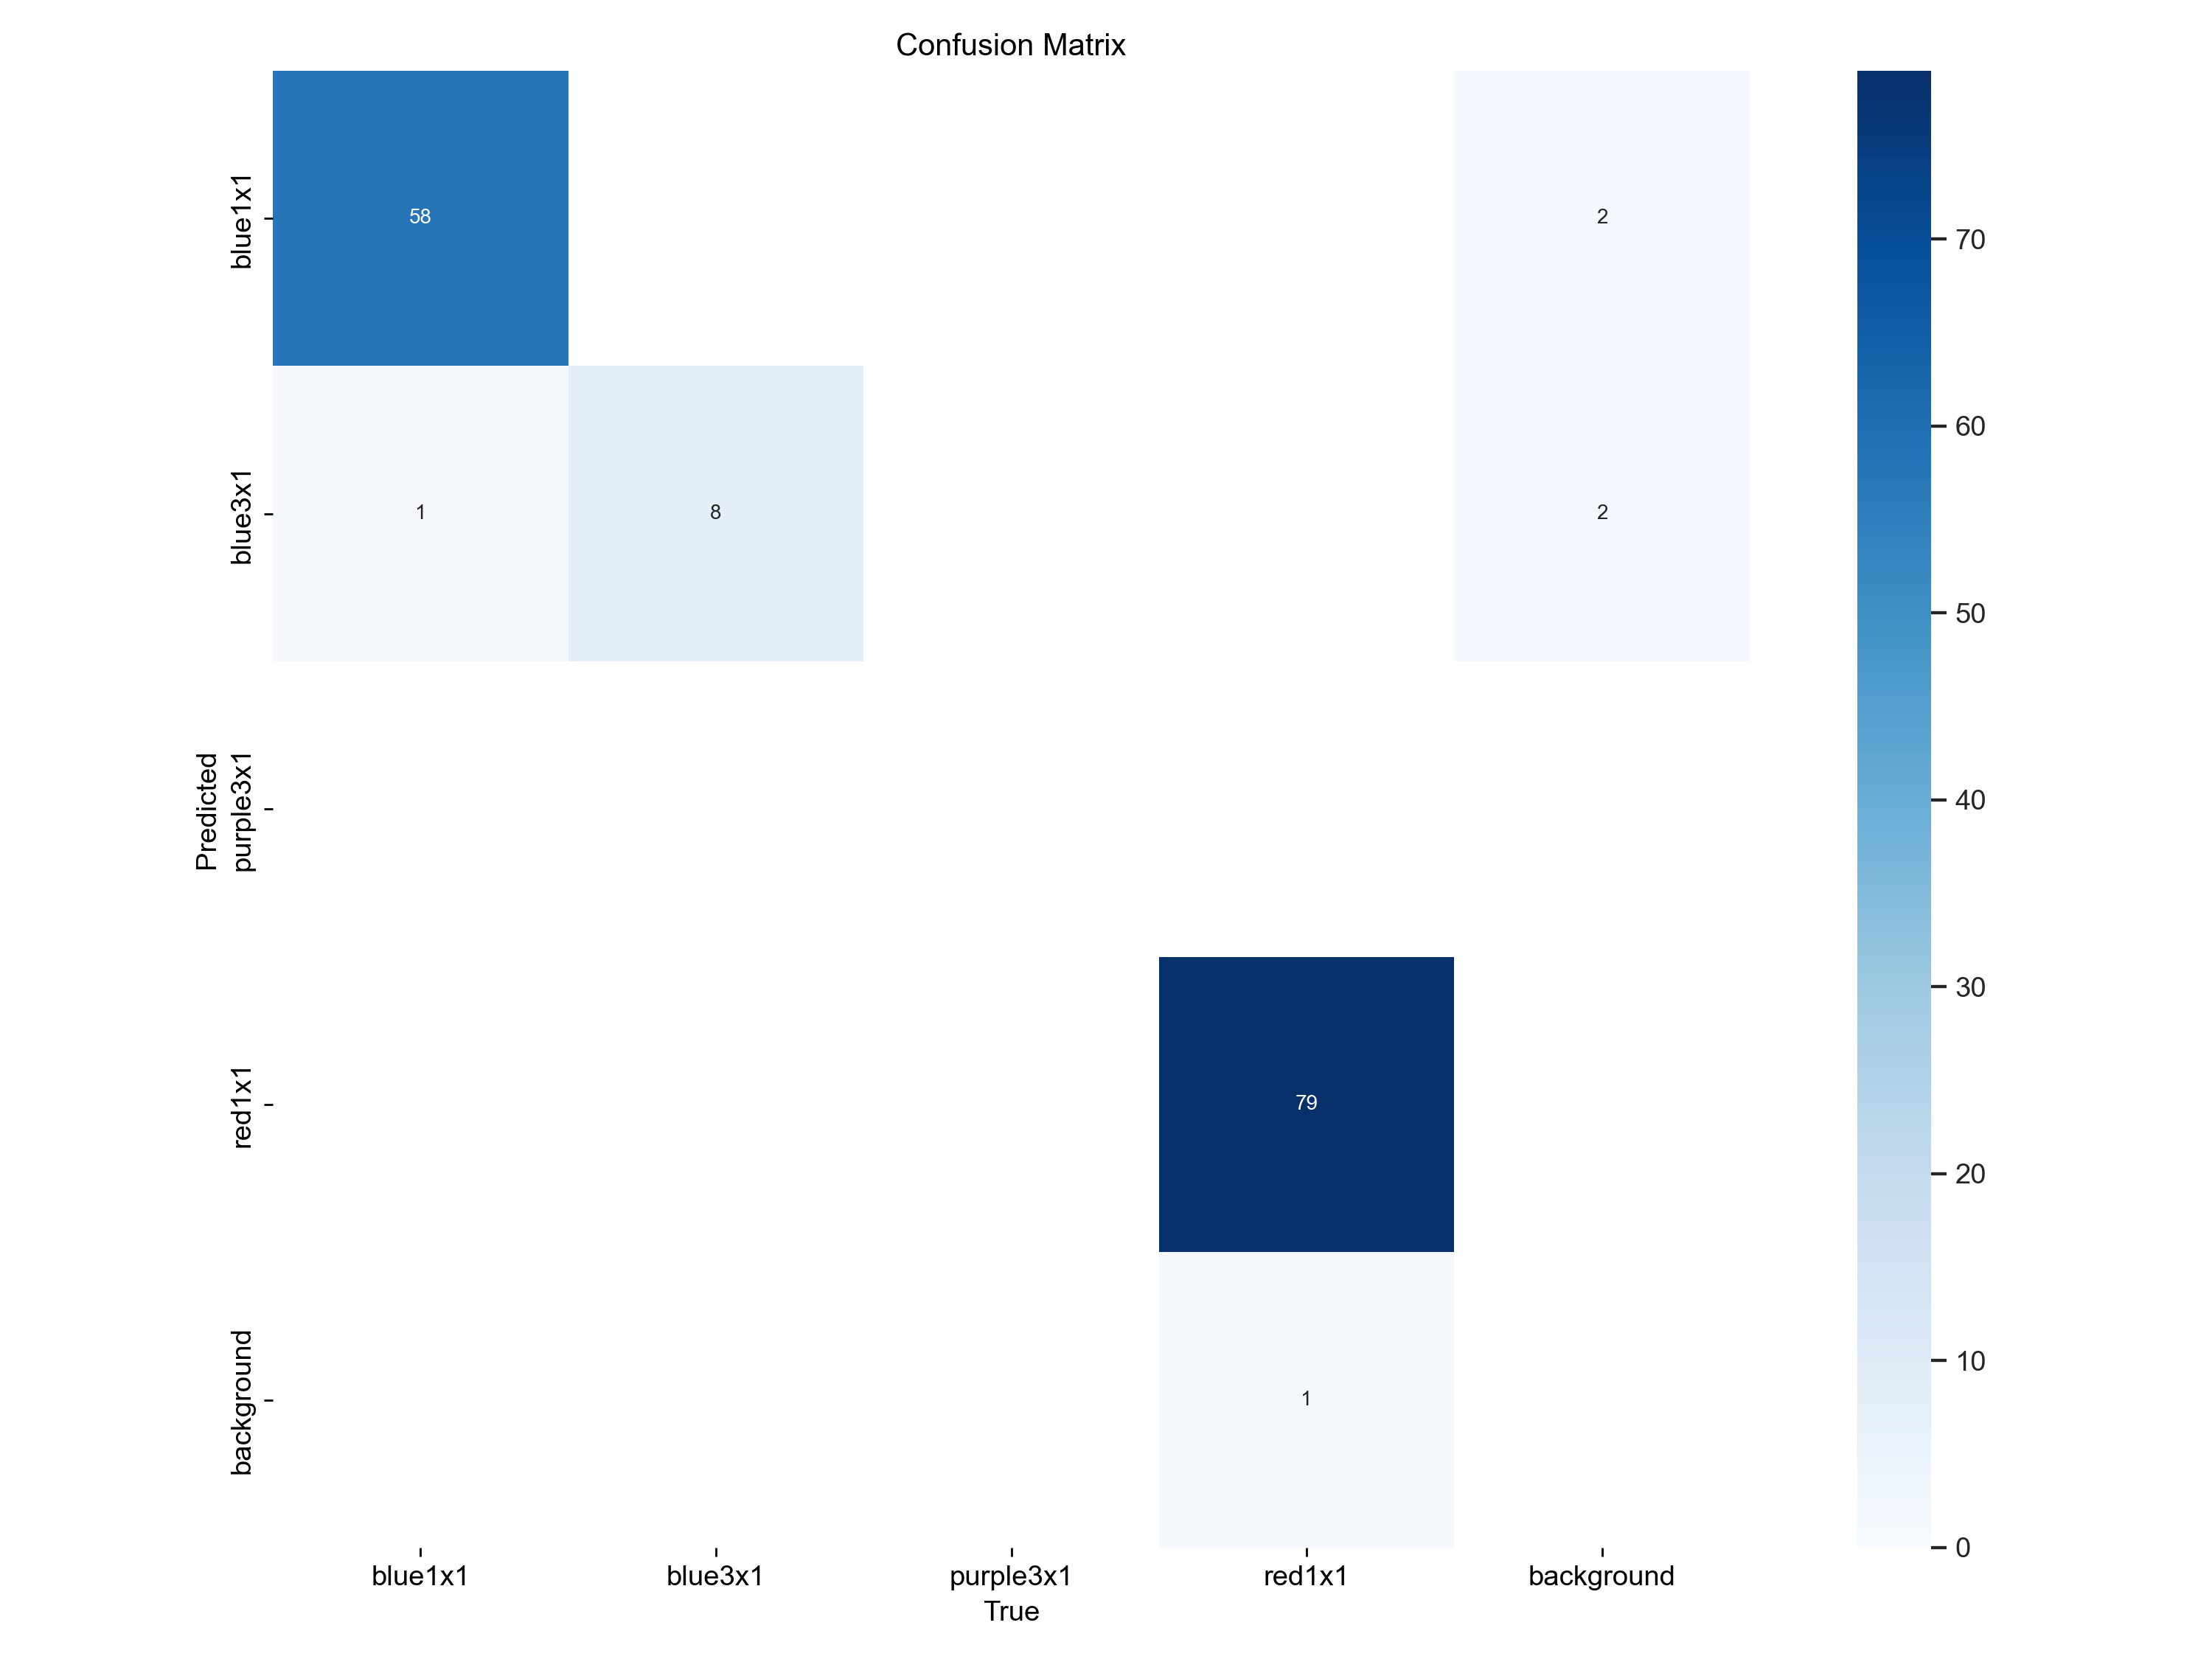 Confusion Matrix
Predicted
blue1x1
58
2
blue3x1
1
8
2
purple3x1
red1x1
79
background
1
blue1x1
blue3x1
purple3x1
red1x1
background
True
70
60
50
40
30
20
10
0